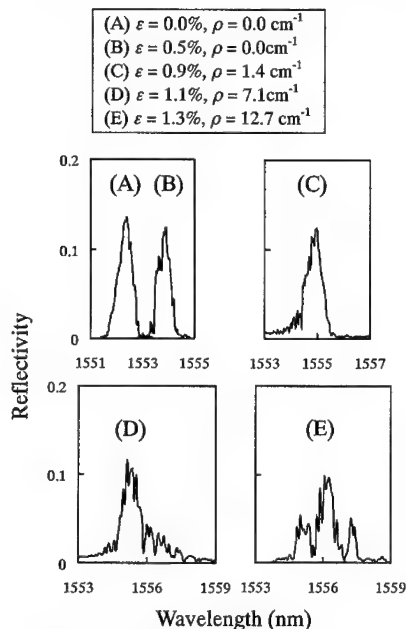 (A) ε = 0.0%, ρ = 0.0 cm⁻¹
(B) ε = 0.5%, ρ = 0.0cm⁻¹
(C) ε = 0.9%, ρ = 1.4 cm⁻¹
(D) ε = 1.1%, ρ = 7.1cm⁻¹
(E) ε = 1.3%, ρ = 12.7 cm⁻¹
0.2
(A) (B) (C)
0.1
0
1551 1553 1555 1553 1555 1557
Reflectivity
0.2
(D) (E)
0.1
0
1553 1556 1559 1553 1556 1559
Wavelength (nm)